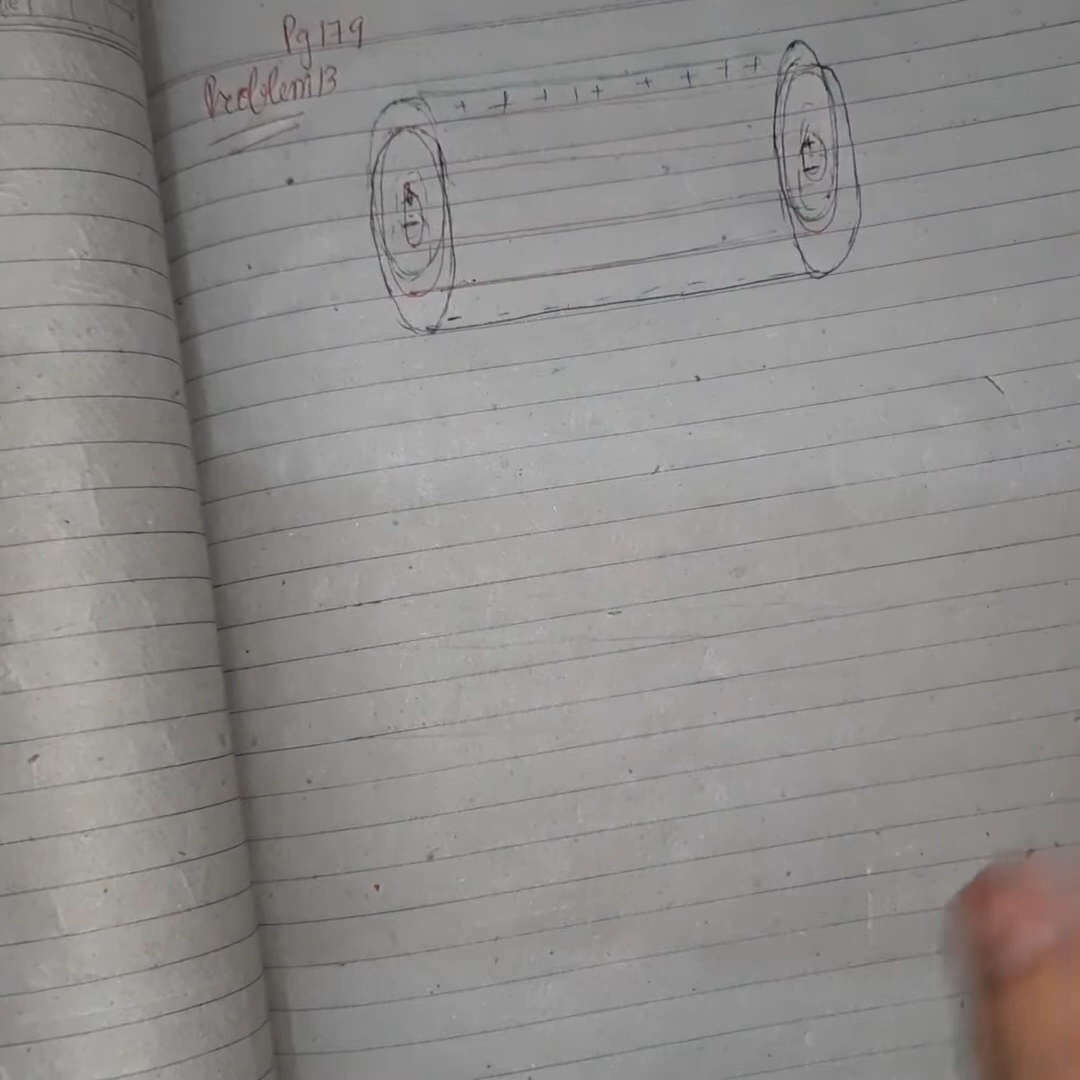 Pg 179
Problem 13
+ + + + + + + + +
- - - - - -